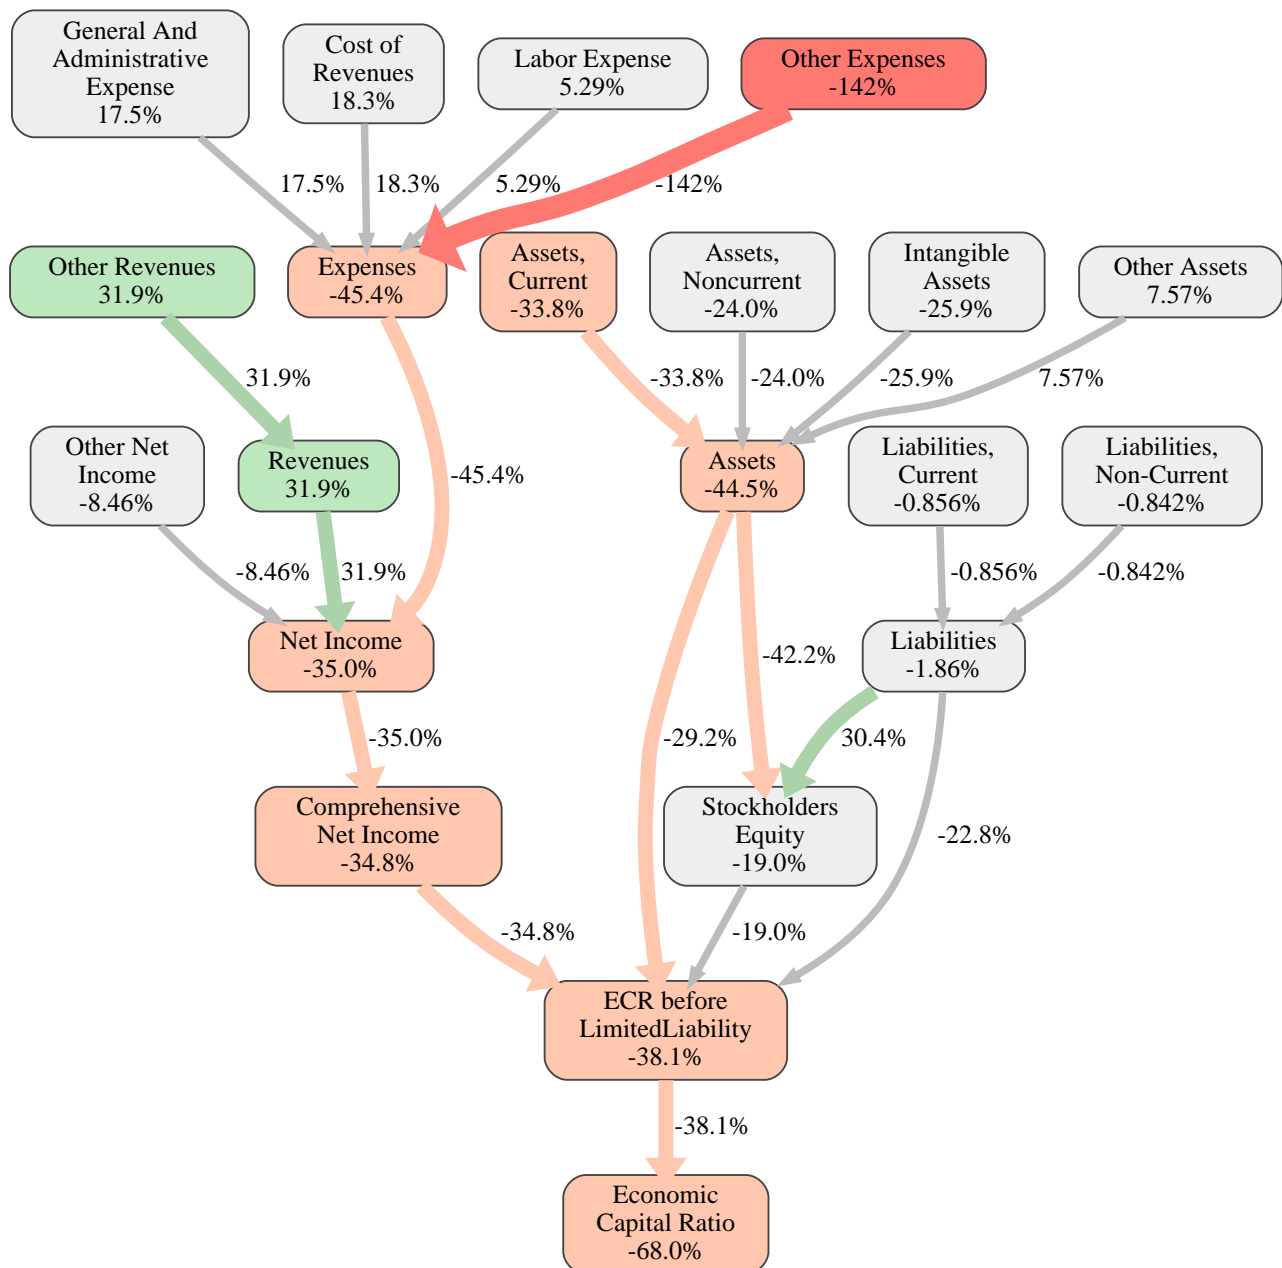 General And
Administrative
Expense
17.5%
Cost of
Revenues
18.3%
Labor Expense
5.29%
Other Expenses
-142%
17.5%
18.3%
5.29%
-142%
Other Revenues
31.9%
Expenses
-45.4%
Assets,
Current
-33.8%
Assets,
Noncurrent
-24.0%
Intangible
Assets
-25.9%
Other Assets
7.57%
31.9%
-33.8%
-24.0%
-25.9%
7.57%
Other Net
Income
-8.46%
Revenues
31.9%
-45.4%
Assets
-44.5%
Liabilities,
Current
-0.856%
Liabilities,
Non-Current
-0.842%
-8.46%
31.9%
-0.856%
-0.842%
Net Income
-35.0%
-42.2%
Liabilities
-1.86%
-35.0%
-29.2%
30.4%
Comprehensive
Net Income
-34.8%
Stockholders
Equity
-19.0%
-22.8%
-34.8%
-19.0%
ECR before
LimitedLiability
-38.1%
-38.1%
Economic
Capital Ratio
-68.0%